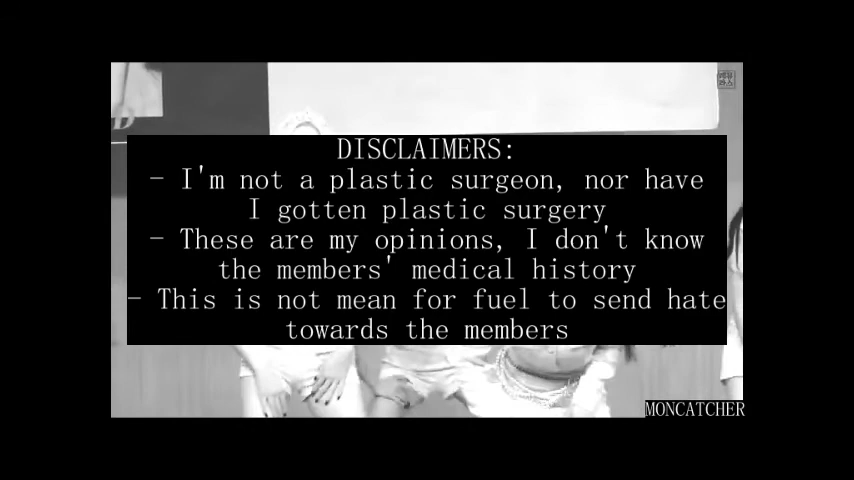 DISCLAIMERS:
- I'm not a plastic surgeon, nor have
I gotten plastic surgery
- These are my opinions, I don't know
the members' medical history
- This is not mean for fuel to send hate
towards the members
MONCATCHER